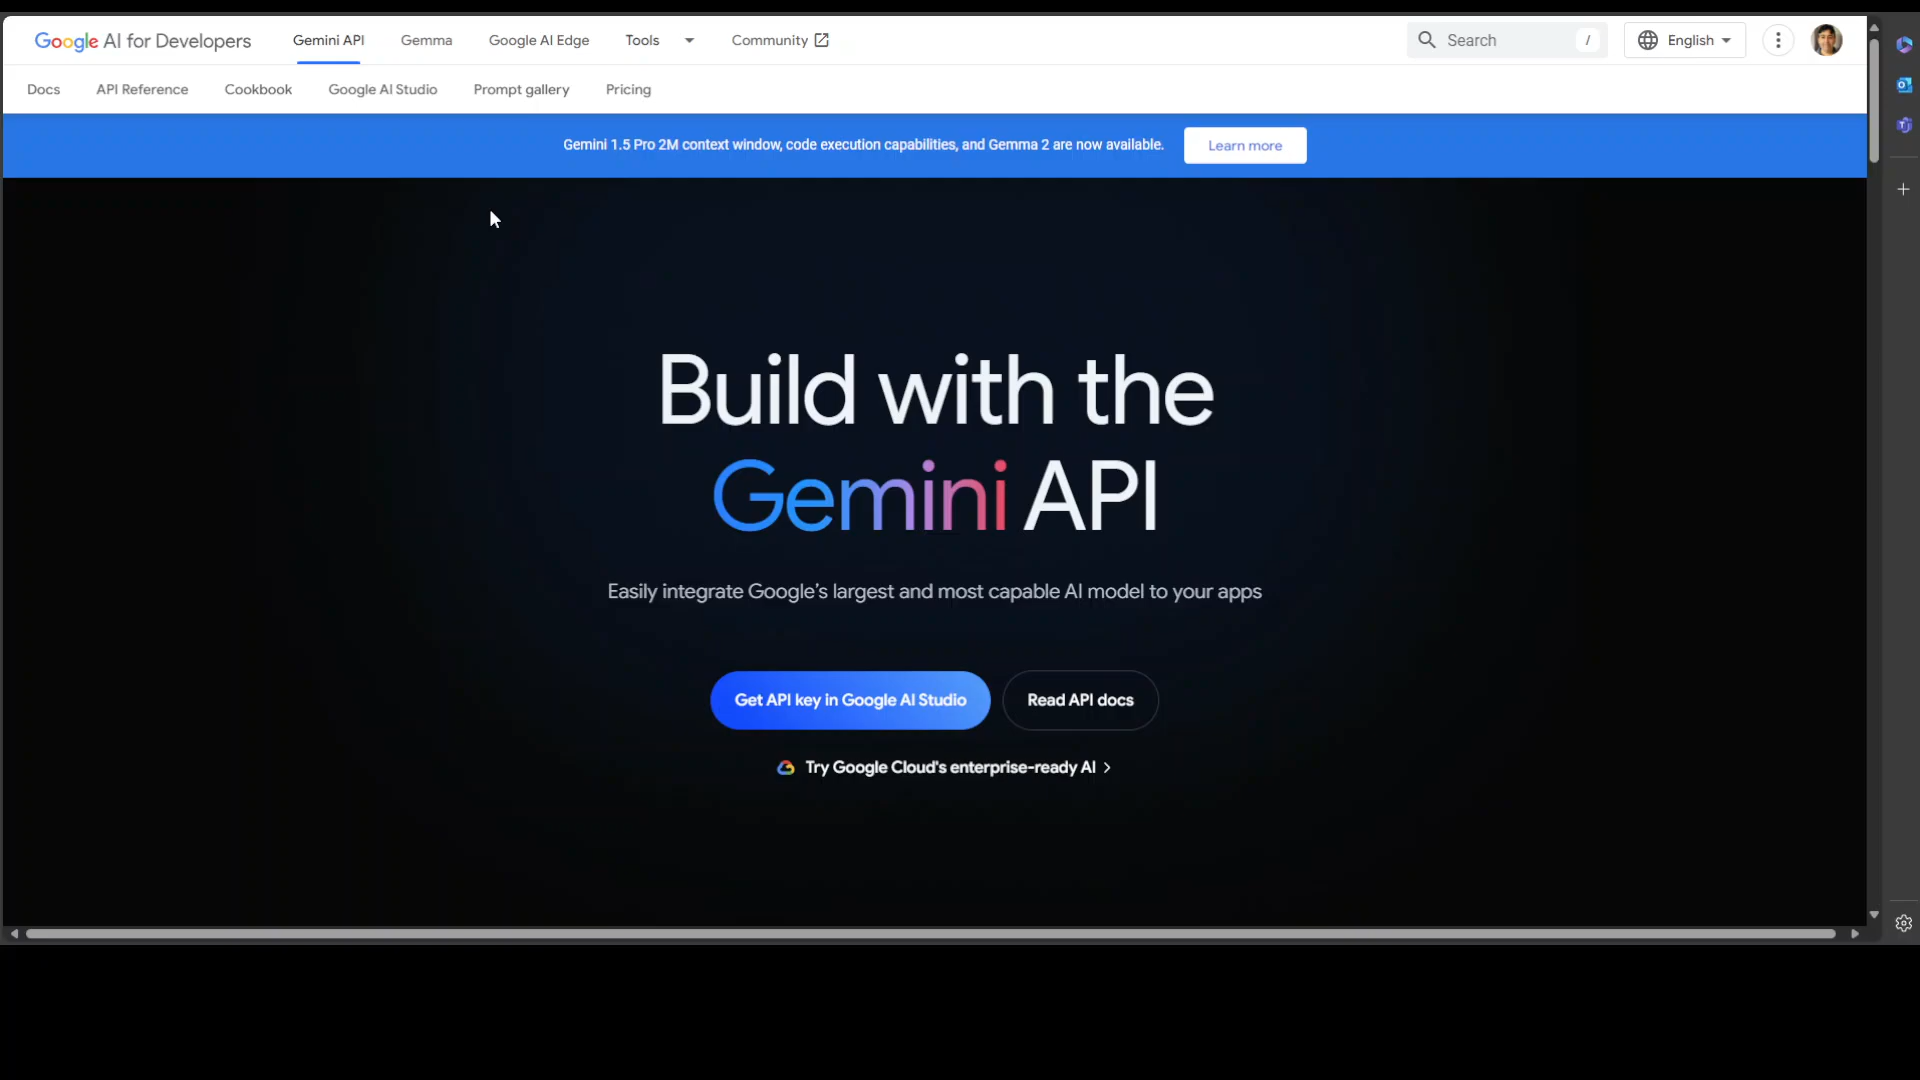 Google AI for Developers Gemini API Gemma Google AI Edge Tools Community Search / English
Docs API Reference Cookbook Google AI Studio Prompt gallery Pricing
Gemini 1.5 Pro 2M context window, code execution capabilities, and Gemma 2 are now available. Learn more
Build with the
Gemini API
Easily integrate Google’s largest and most capable AI model to your apps
Get API key in Google AI Studio Read API docs
Try Google Cloud's enterprise-ready AI